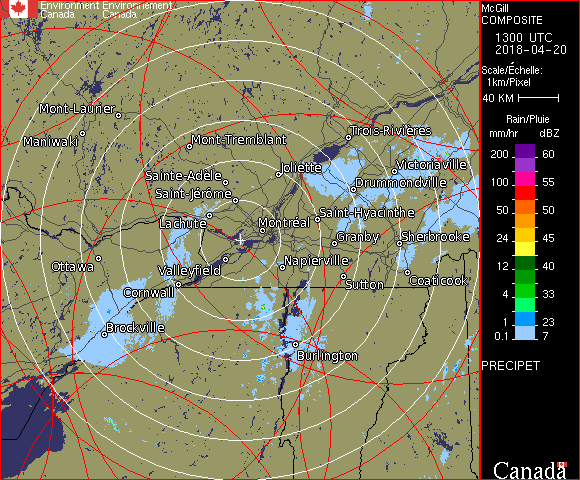 Environment Environnement
Canada Canada
McGill
COMPOSITE
1300 UTC
2018-04-20
Scale/Échelle:
1km/Pixel
40 KM
Rain/Pluie
mm/hr dBZ
200 60
100 55
50 50
24 45
12 40
4 33
1 23
0.1 7
PRECIPET
Canada
Mont-Laurier
Maniwaki
Mont-Tremblant
Trois-Rivières
Sainte-Adèle
Joliette
Victoriaville
Saint-Jérôme
Drummondville
Lachute
Montréal
Saint-Hyacinthe
Granby
Sherbrooke
Ottawa
Valleyfield
Napierville
Cornwall
Sutton
Coaticook
Brockville
Burlington